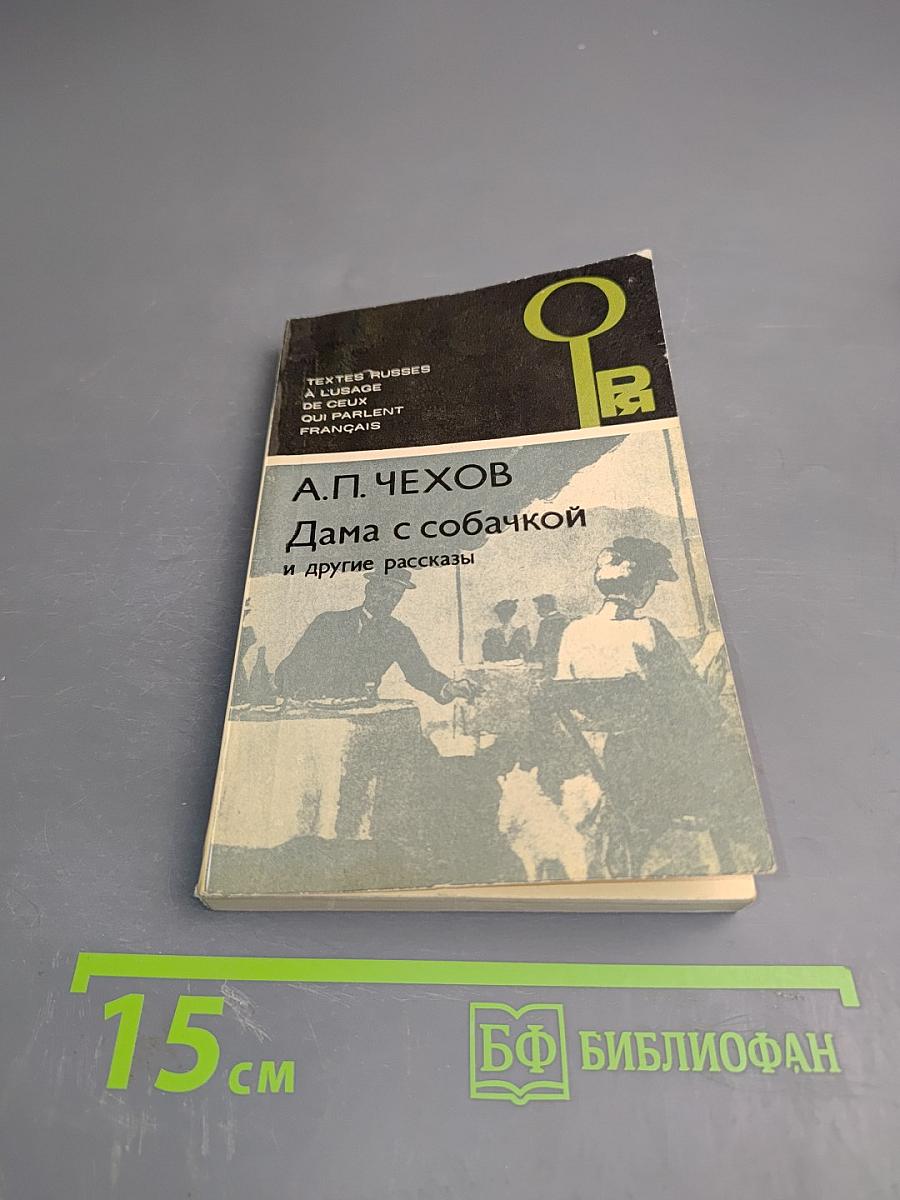 TEXTES RUSSES
À L'USAGE
DE CEUX
QUI PARLENT
FRANÇAIS
РЯ
А.П. ЧЕХОВ
Дама с собачкой
и другие рассказы
15 см
БФ БИБЛИОФАН